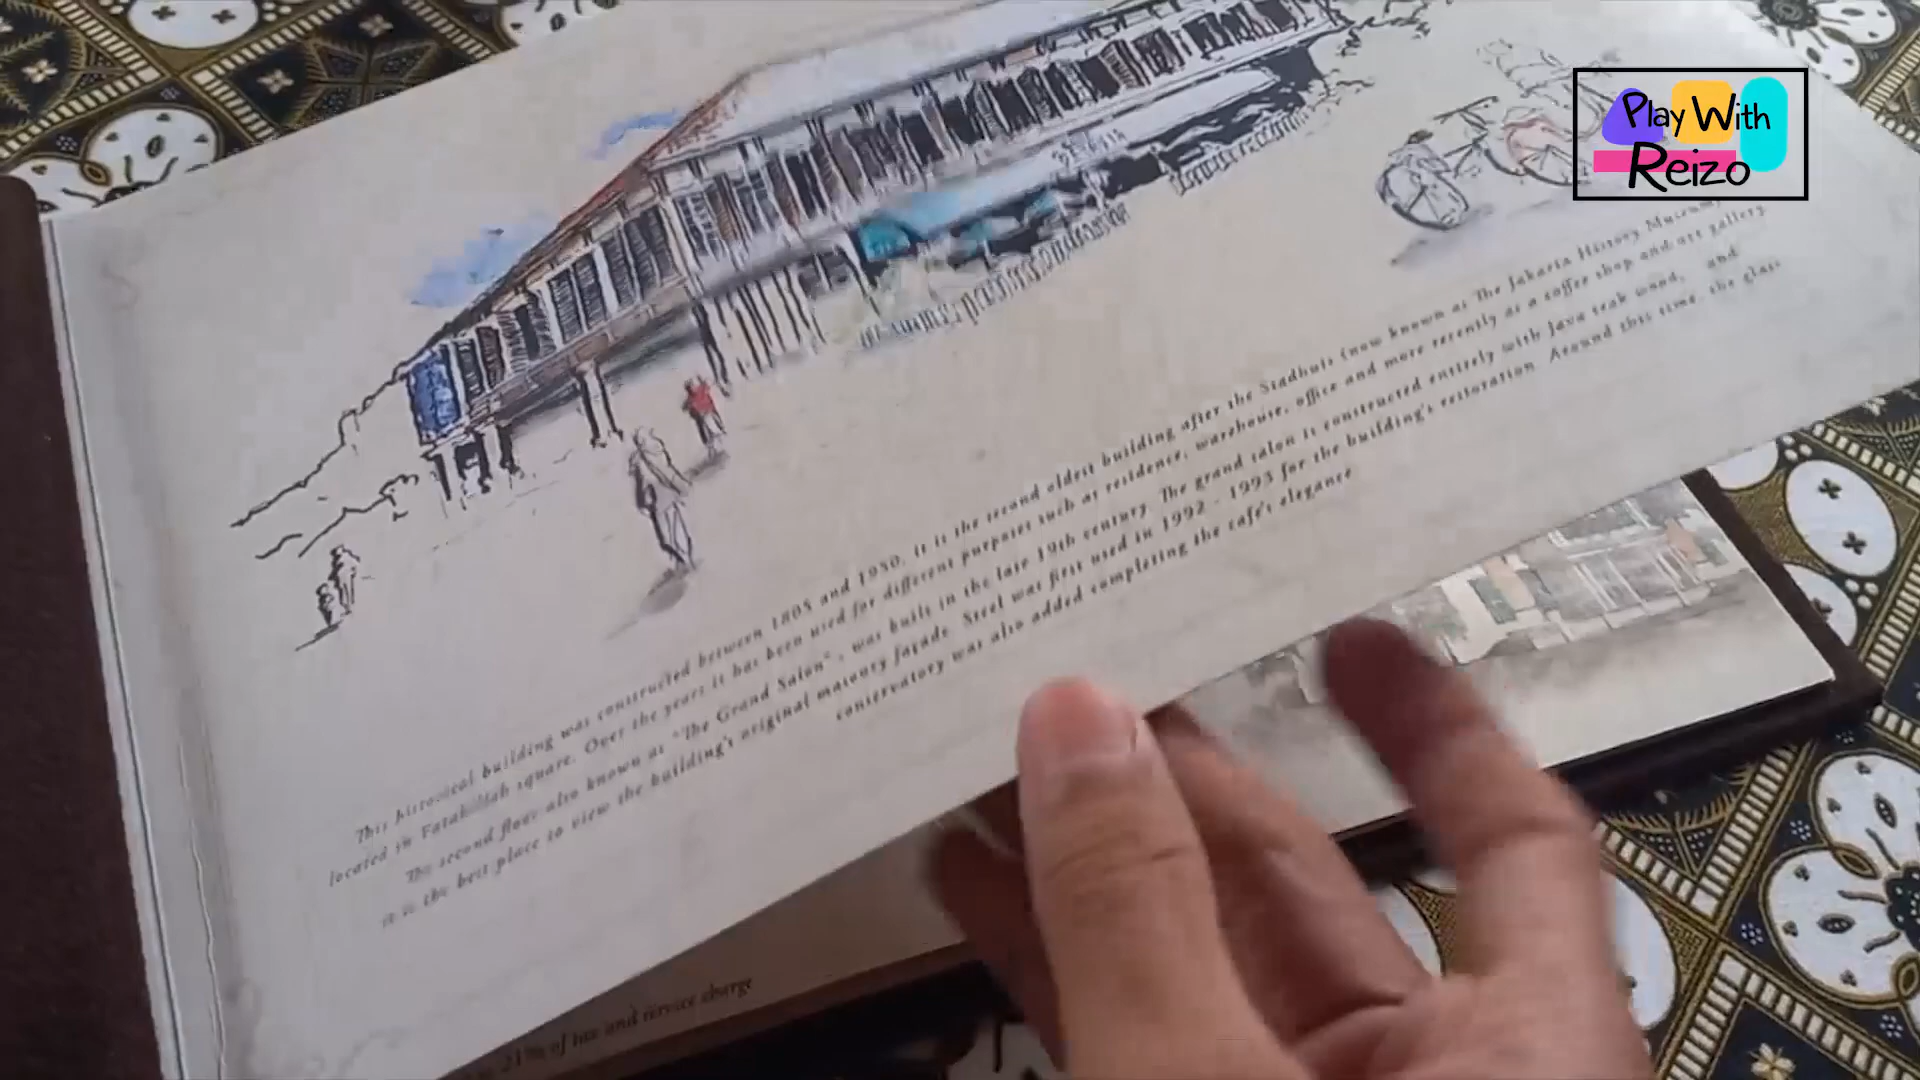 Play With
Reizo
This historical building was constructed between 1805 and 1930. It is the second oldest building after the Stadhuis (now known as The Jakarta History Museum)
located in Fatahillah square. Over the years it has been used for different purposes such as residence, warehouse, office and more recently as a coffee shop and art gallery.
The second floor also known as "The Grand Salon", was built in the late 19th century. The grand salon is constructed entirely with Java teak wood, and
it is the best place to view the building's original masonry façade. Steel was first used in 1992 - 1993 for the building's restoration. Around this time, the glass
conservatory was also added completing the café's elegance
21% of tax and service charge